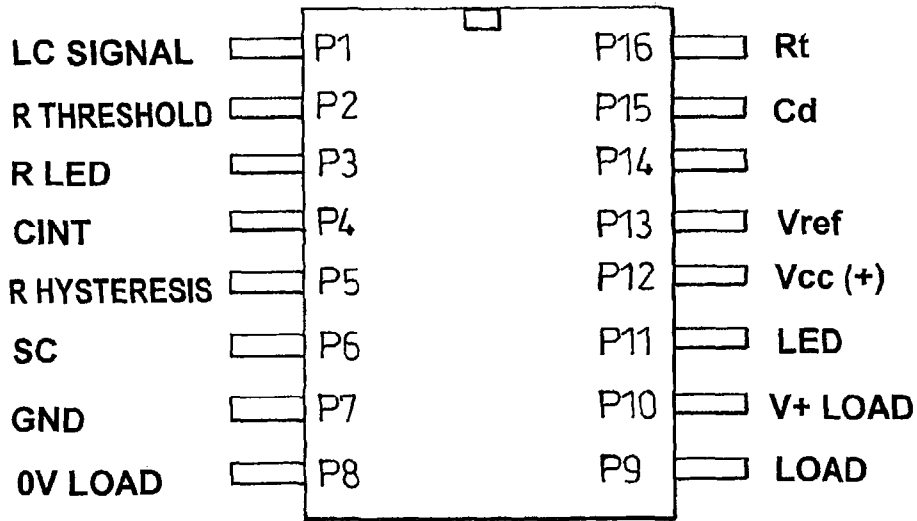 LC SIGNAL P1 P16 Rt
R THRESHOLD P2 P15 Cd
R LED P3 P14
CINT P4 P13 Vref
R HYSTERESIS P5 P12 Vcc (+)
SC P6 P11 LED
GND P7 P10 V+ LOAD
0V LOAD P8 P9 LOAD